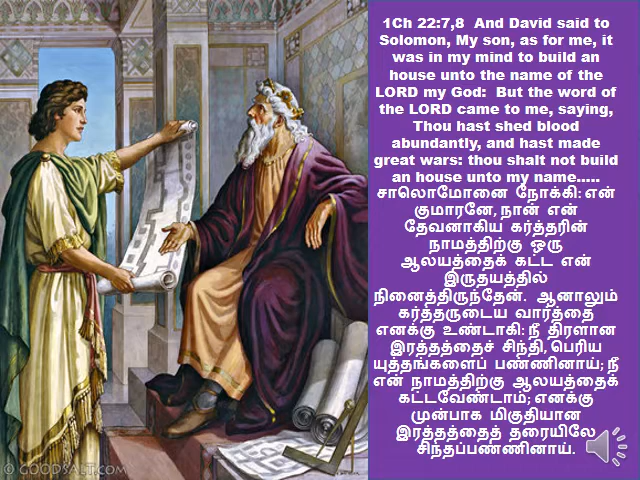 1Ch 22:7,8  And David said to
Solomon, My son, as for me, it
was in my mind to build an
house unto the name of the
LORD my God:  But the word of
the LORD came to me, saying,
Thou hast shed blood
abundantly, and hast made
great wars: thou shalt not build
an house unto my name.....
சாலொமோனை நோக்கி: என்
குமாரனே, நான் என்
தேவனாகிய கர்த்தரின்
நாமத்திற்கு ஒரு
ஆலயத்தைக் கட்ட என்
இருதயத்தில்
நினைத்திருந்தேன். ஆனாலும்
கர்த்தருடைய வார்த்தை
எனக்கு உண்டாகி: நீ திரளான
இரத்தத்தைச் சிந்தி, பெரிய
யுத்தங்களைப் பண்ணினாய்; நீ
என் நாமத்திற்கு ஆலயத்தைக்
கட்டவேண்டாம்; எனக்கு
முன்பாக மிகுதியான
இரத்தத்தைத் தரையிலே
சிந்தப்பண்ணினாய்.
© GOODSALT.COM